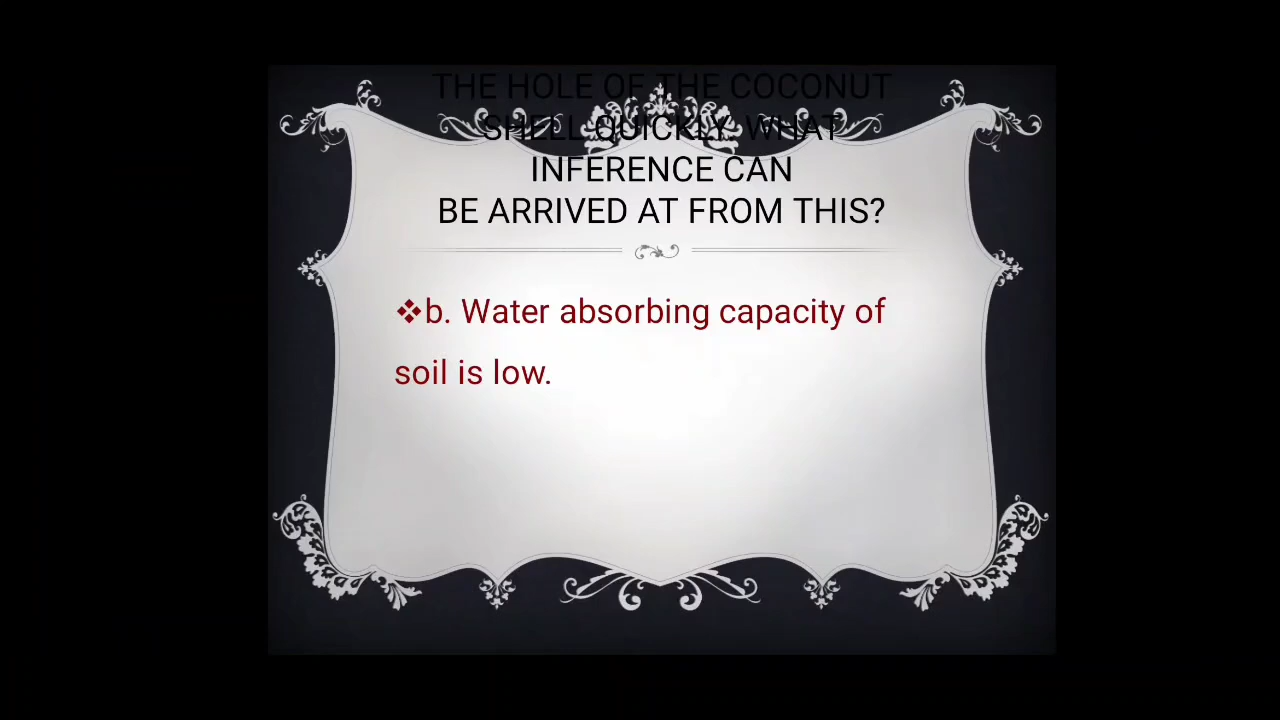 THE HOLE OF THE COCONUT
SHELL QUICKLY. WHAT
INFERENCE CAN
BE ARRIVED AT FROM THIS?
❖b. Water absorbing capacity of
soil is low.